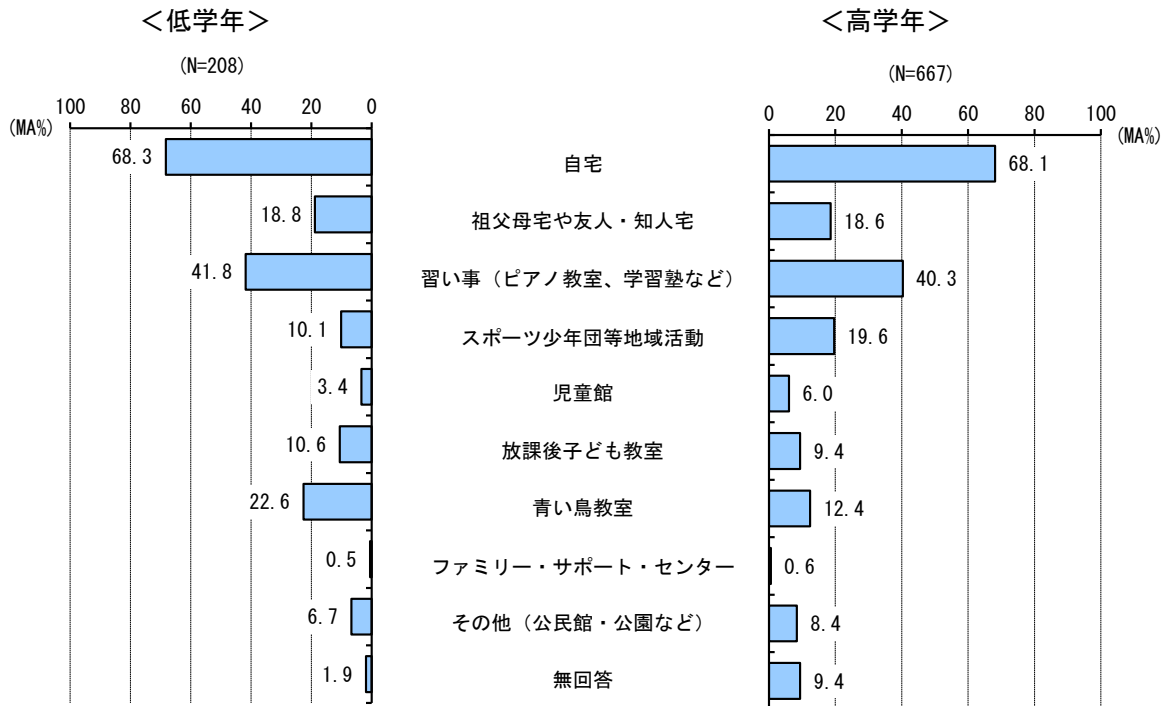 ＜低学年＞ ＜高学年＞
(N=208) (N=667)
100 80 60 40 20 0 0 20 40 60 80 100
(MA%) (MA%)
68.3 自宅 68.1
18.8 祖父母宅や友人・知人宅 18.6
41.8 習い事（ピアノ教室、学習塾など） 40.3
10.1 スポーツ少年団等地域活動 19.6
3.4 児童館 6.0
10.6 放課後子ども教室 9.4
22.6 青い鳥教室 12.4
0.5 ファミリー・サポート・センター 0.6
6.7 その他（公民館・公園など） 8.4
1.9 無回答 9.4